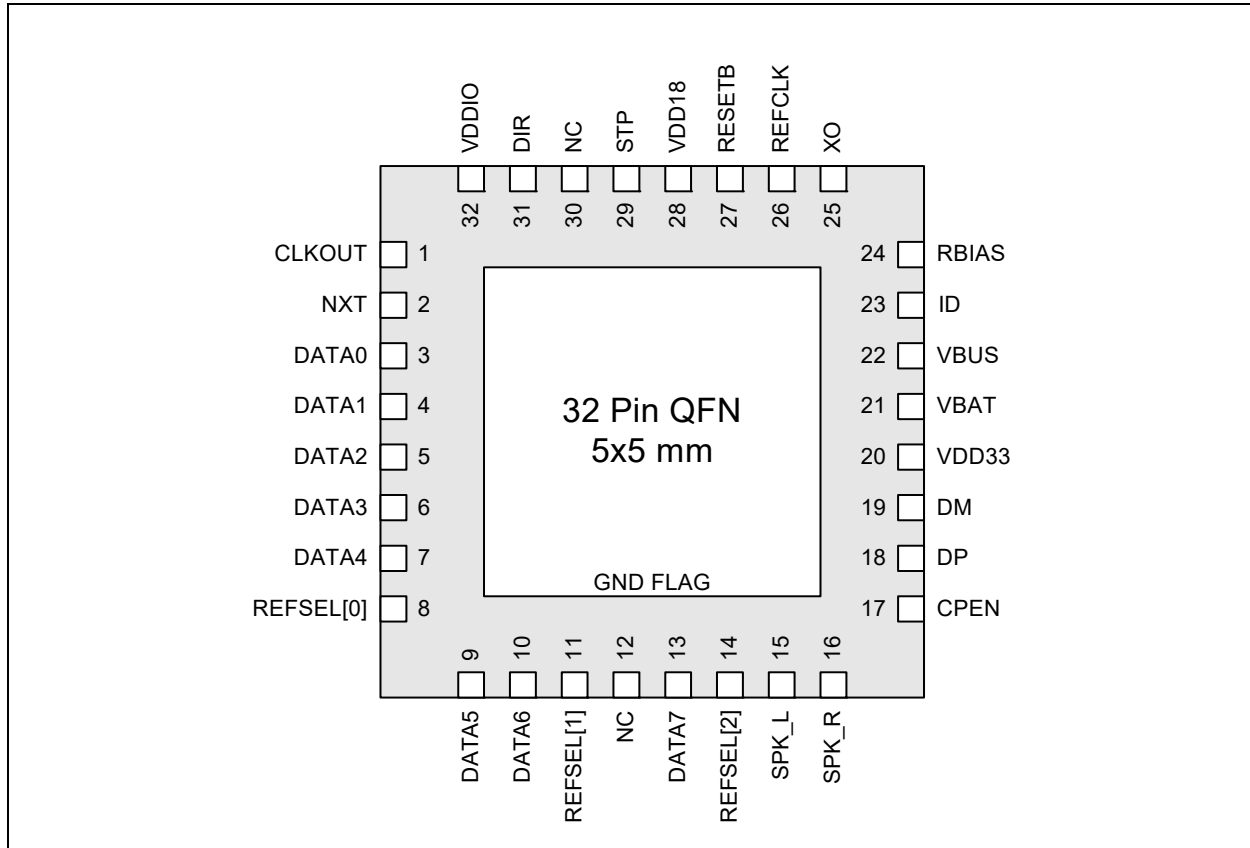 VDDIO
DIR
NC
STP
VDD18
RESETB
REFCLK
XO
32
31
30
29
28
27
26
25
CLKOUT 1
NXT 2
DATA0 3
DATA1 4
DATA2 5
DATA3 6
DATA4 7
REFSEL[0] 8
24 RBIAS
23 ID
22 VBUS
21 VBAT
20 VDD33
19 DM
18 DP
17 CPEN
32 Pin QFN
5x5 mm
GND FLAG
9
10
11
12
13
14
15
16
DATA5
DATA6
REFSEL[1]
NC
DATA7
REFSEL[2]
SPK_L
SPK_R